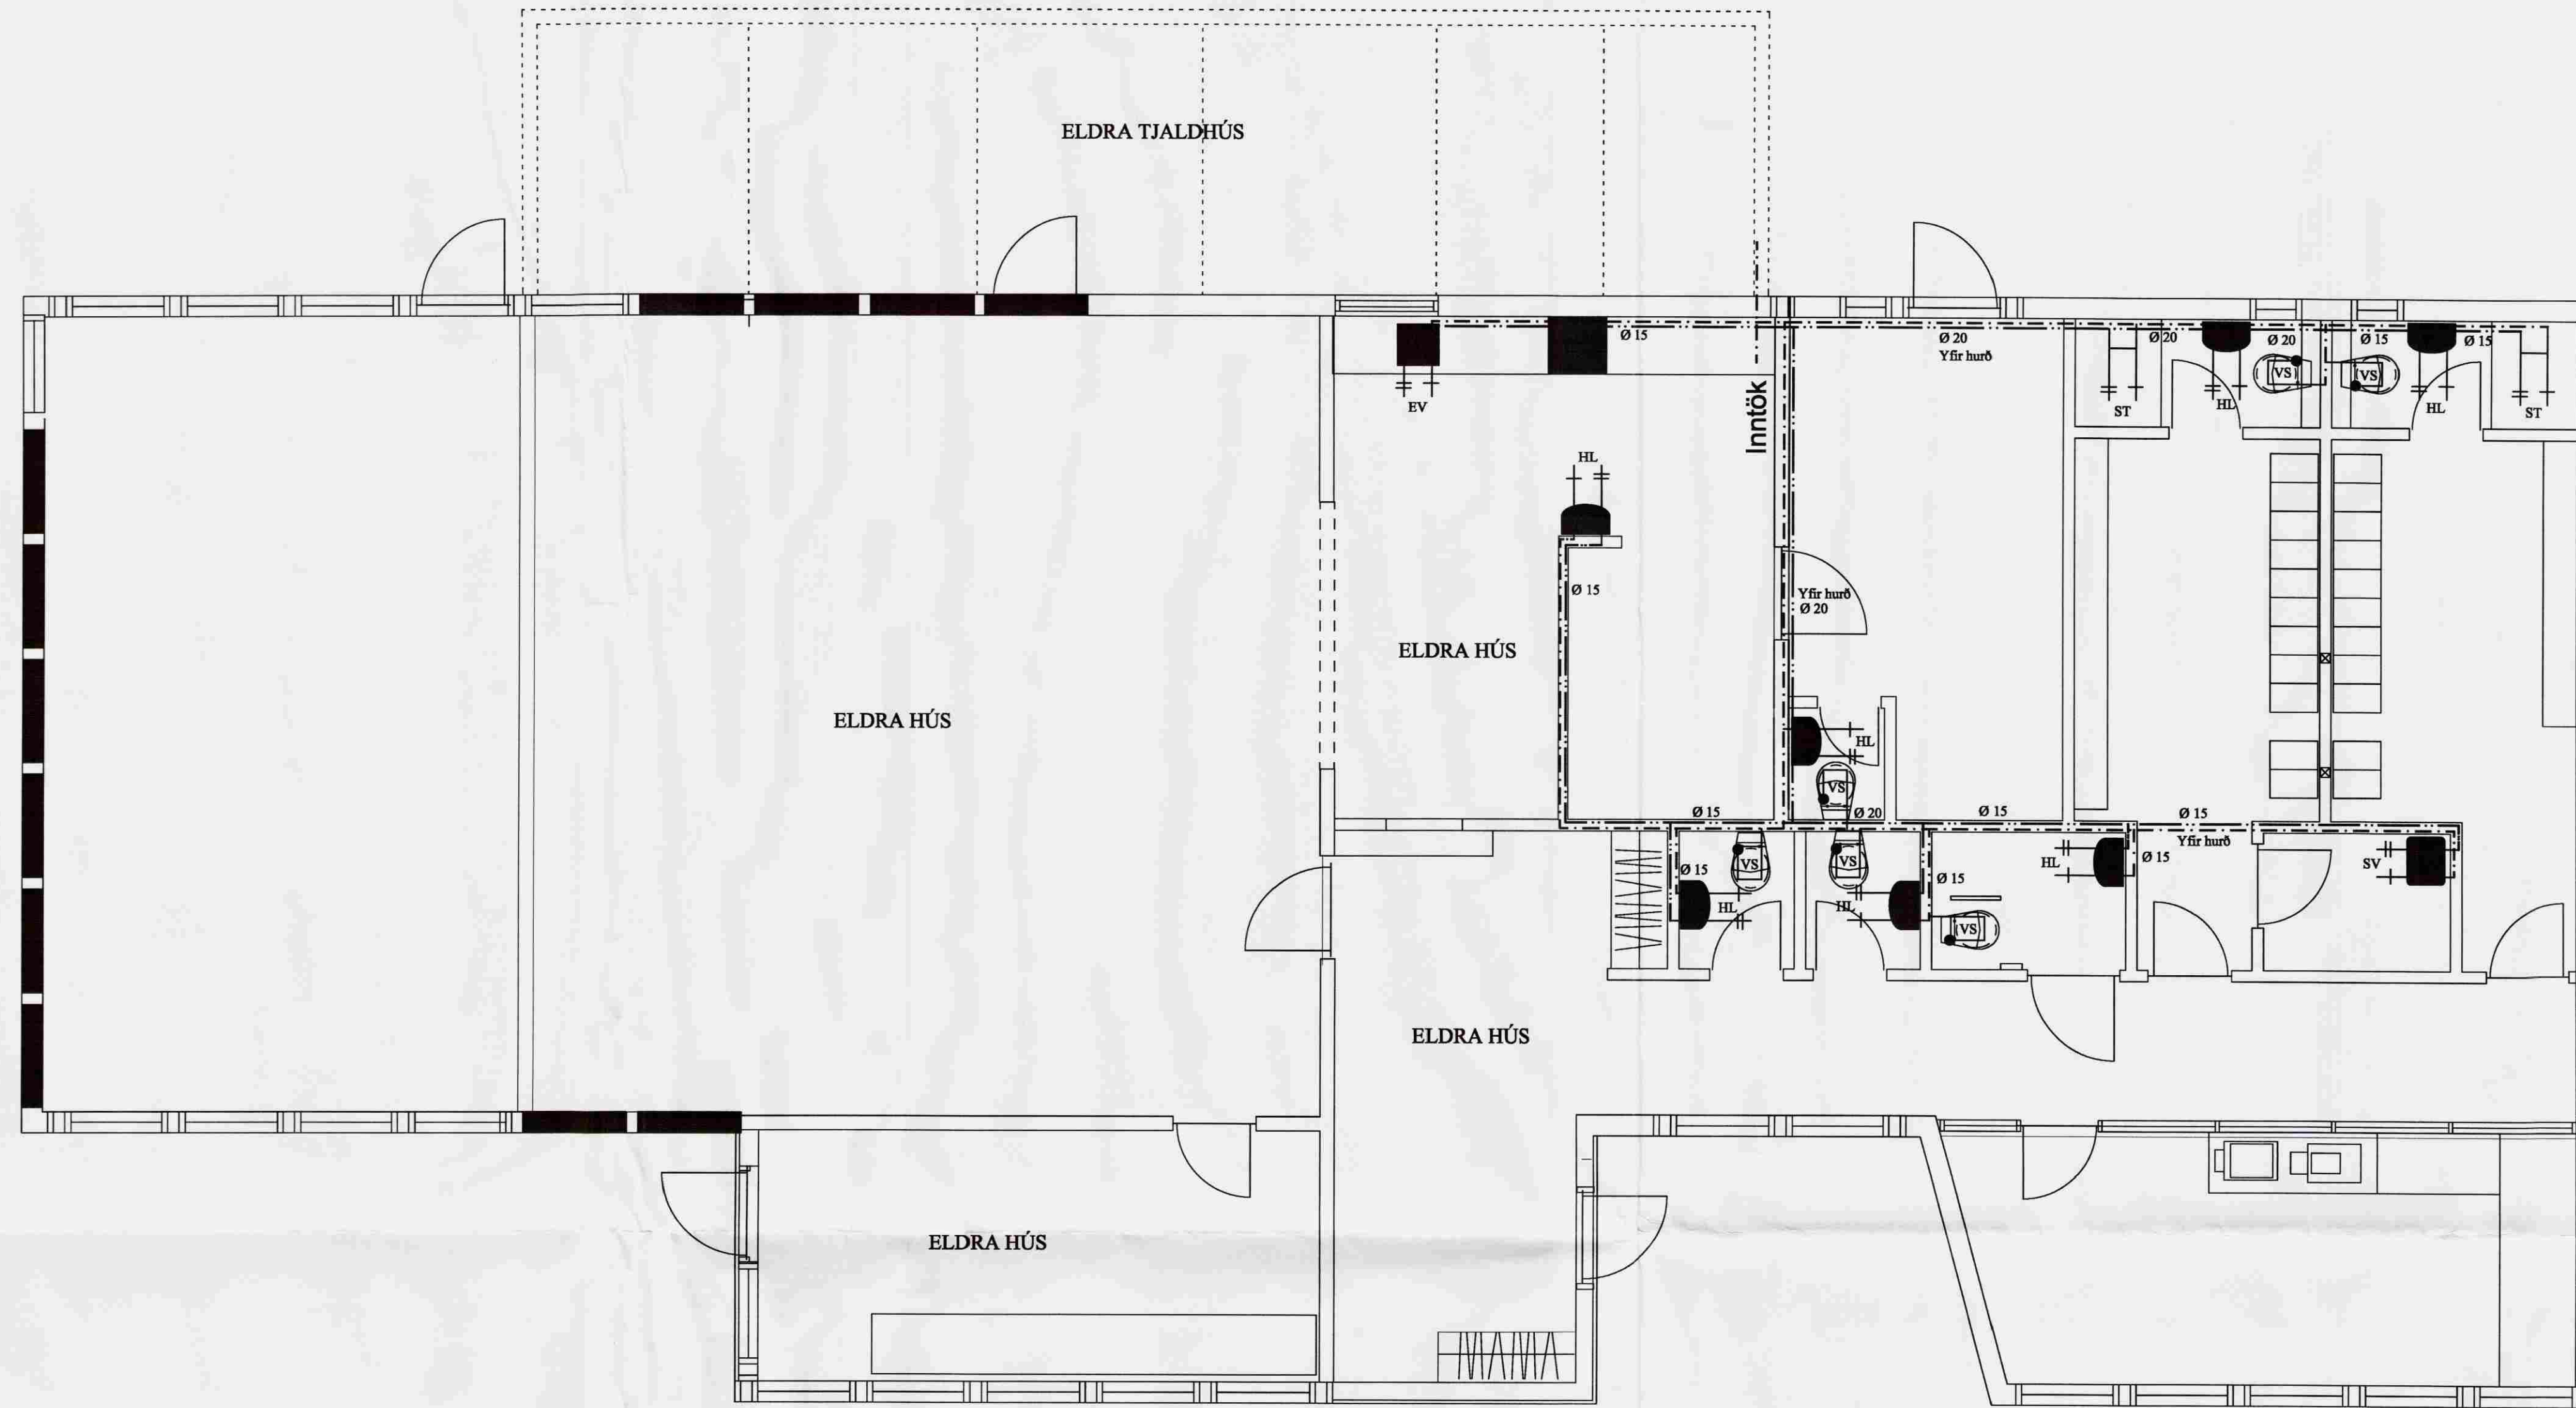 ELDRA TJALDHÚS
Ø 15
Ø 20
Yfir hurð
Ø 20
Ø 20
Ø 15
Ø 15
VS
VS
EV
ST
HL
HL
ST
Inntök
HL
Ø 15
Yfir hurð
Ø 20
ELDRA HÚS
ELDRA HÚS
HL
VS
Ø 15
Ø 20
Ø 15
Ø 15
Yfir hurð
Ø 15
VS
VS
HL
Ø 15
SV
Ø 15
HL
HL
VS
ELDRA HÚS
ELDRA HÚS